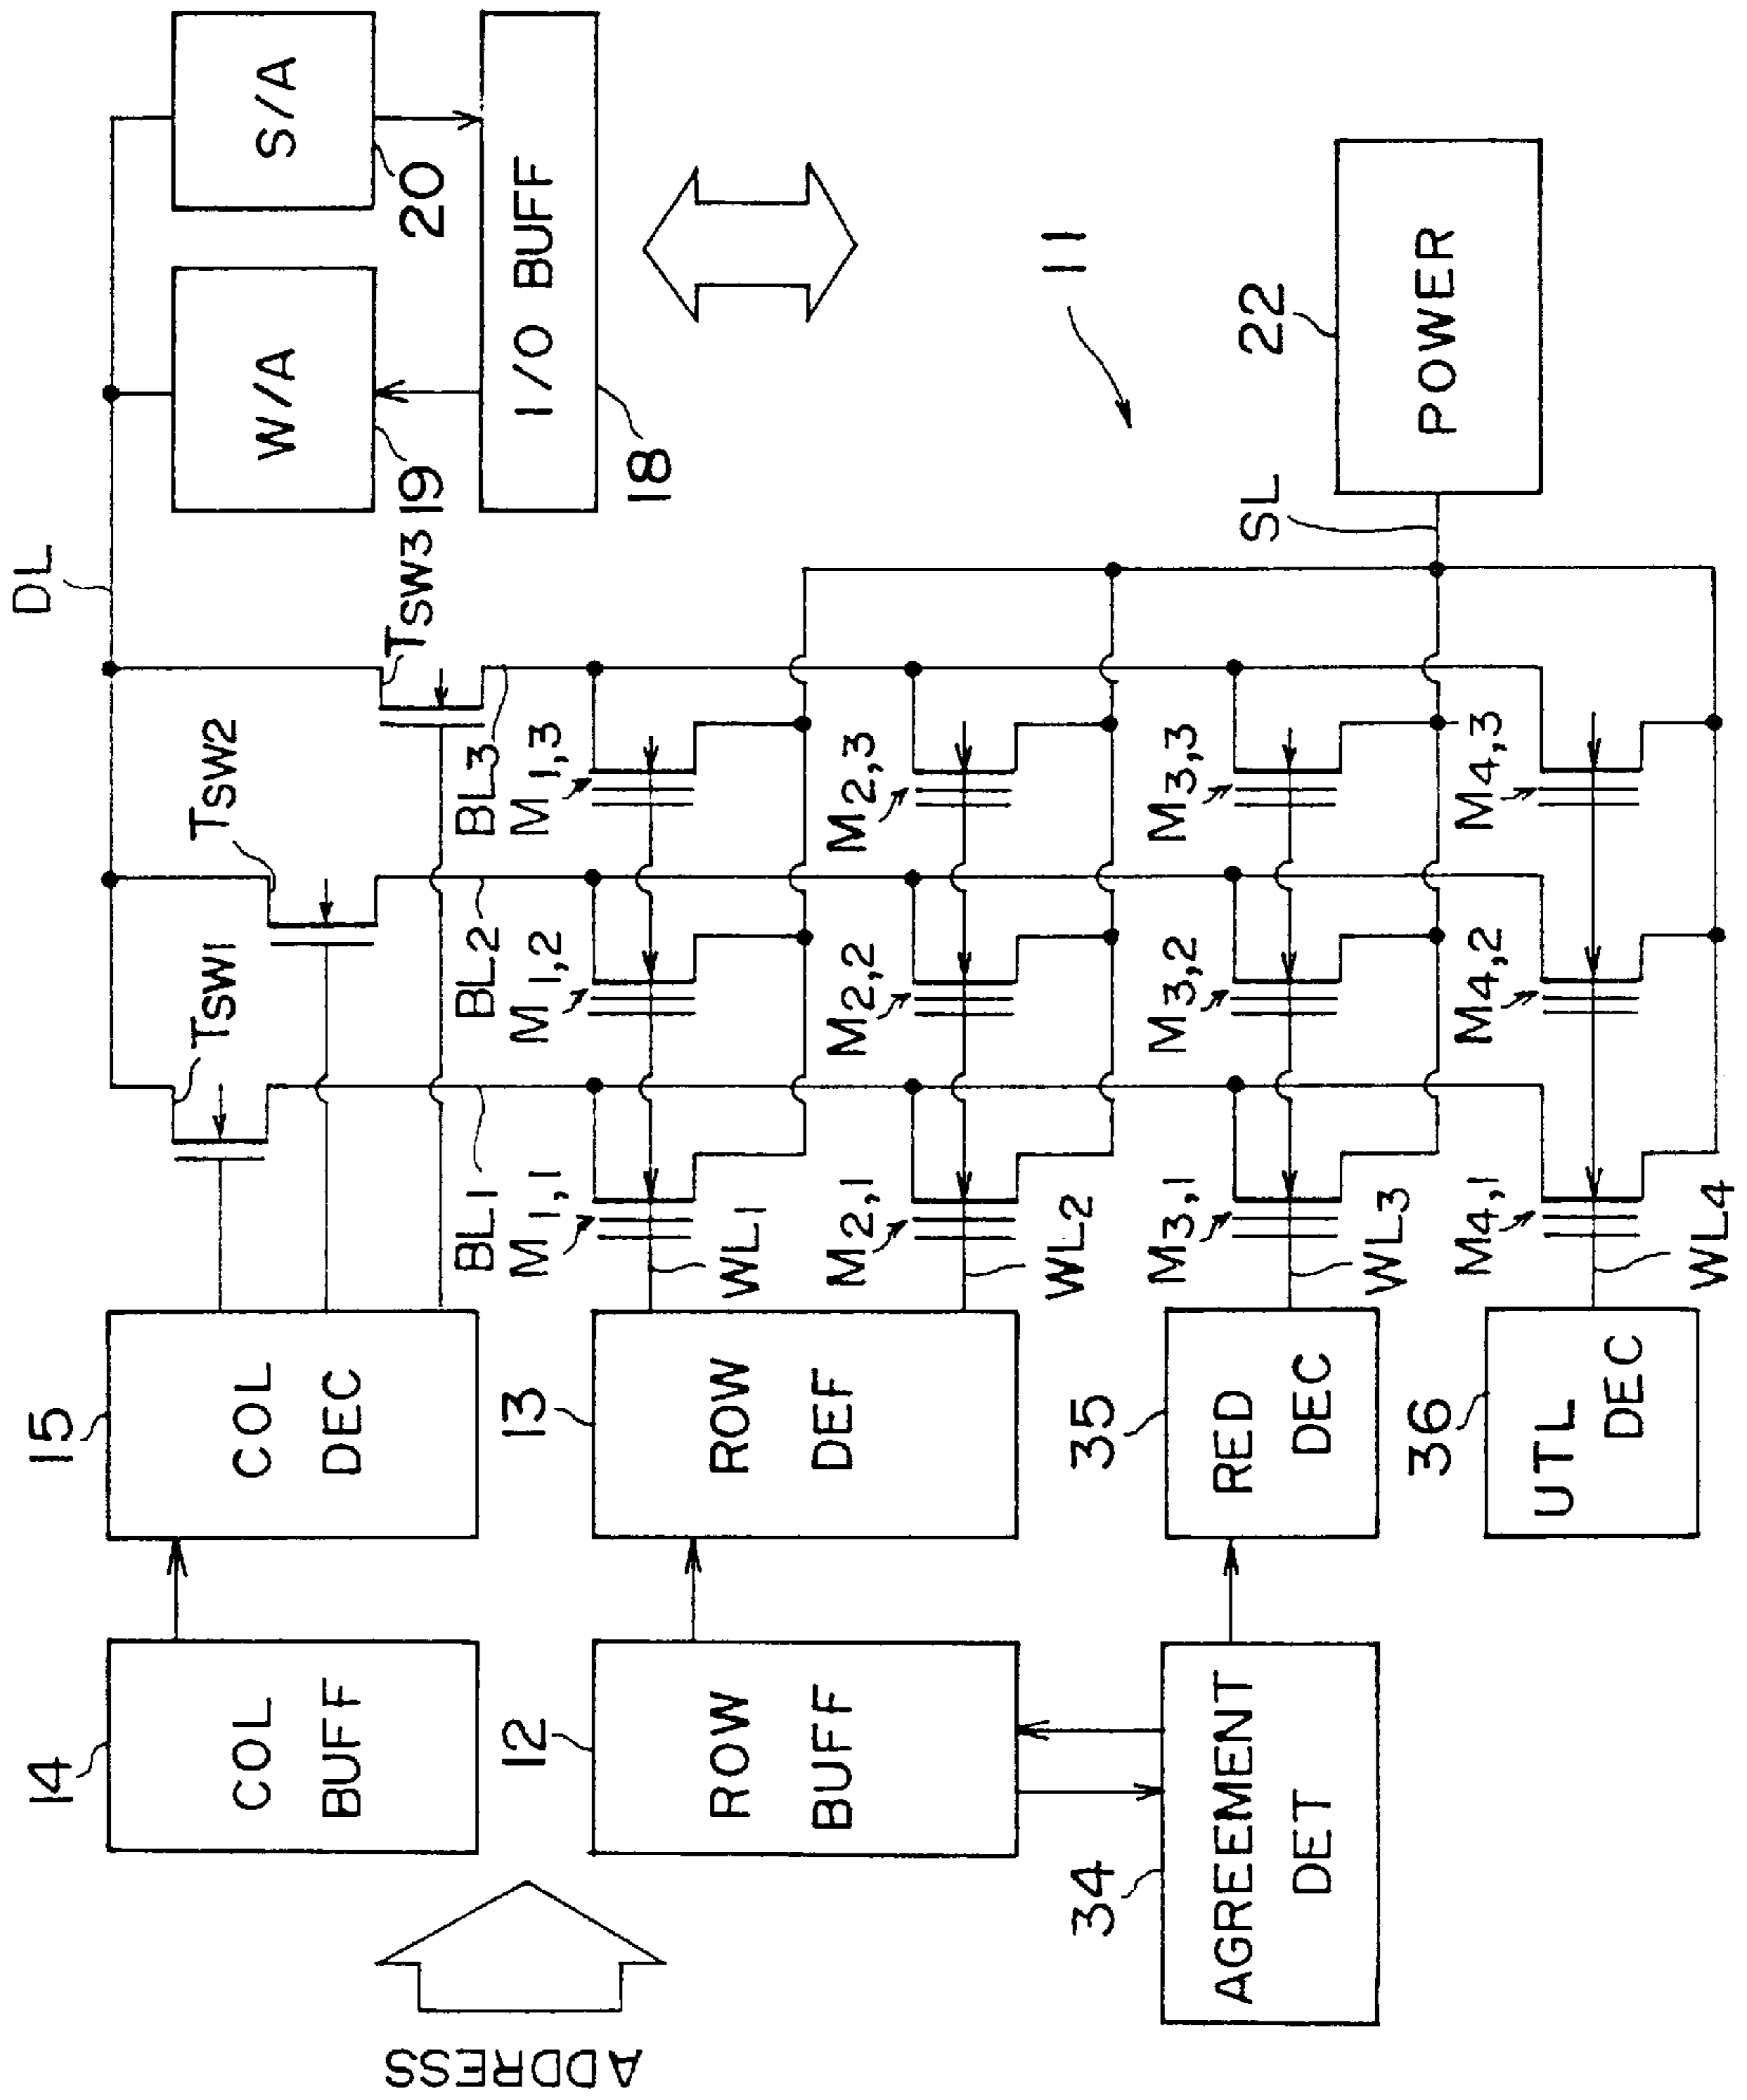 ADDRESS
14
COL
BUFF
15
COL
DEC
12
ROW
BUFF
13
ROW
DEF
34
AGREEMENT
DET
35
RED
DEC
36
UTL
DEC
DL
TSW1
TSW2
TSW3
BL1
BL2
BL3
M1,1
M1,2
M1,3
WL1
M2,1
M2,2
M2,3
WL2
M3,1
M3,2
M3,3
WL3
M4,1
M4,2
M4,3
WL4
W/A
19
S/A
20
I/O BUFF
18
11
SL
22
POWER